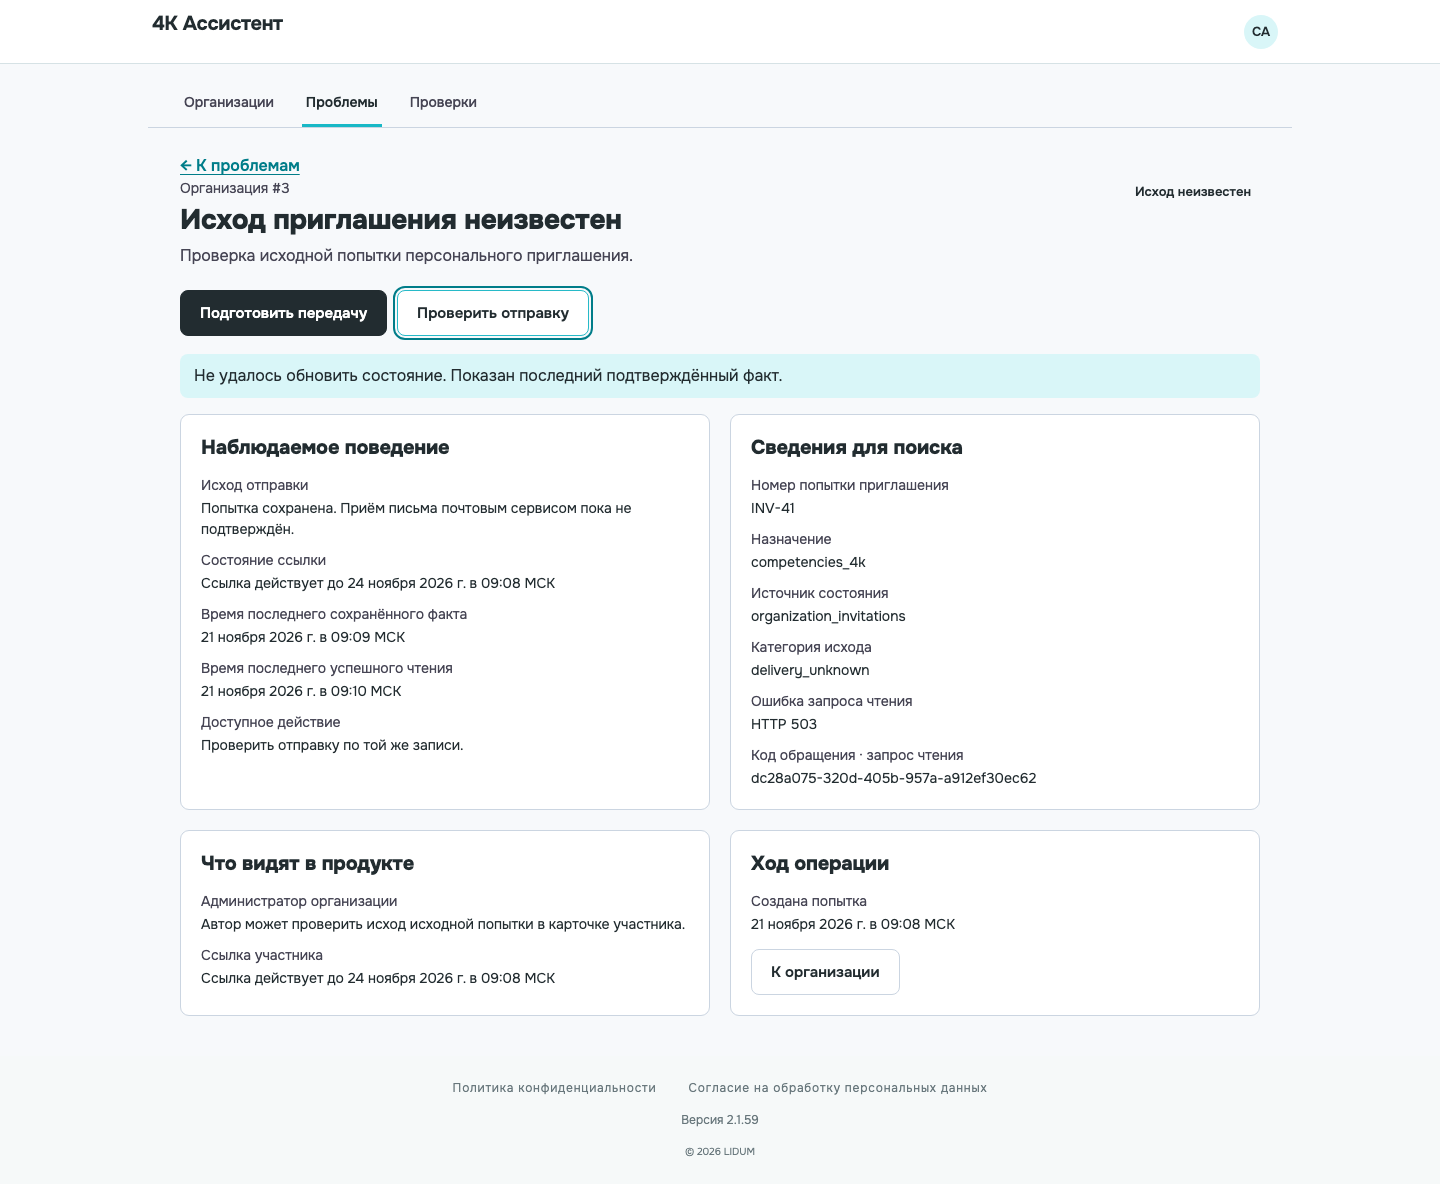 4К Ассистент
СА
Организации
Проблемы
Проверки
← К проблемам
Организация #3
Исход неизвестен
Исход приглашения неизвестен
Проверка исходной попытки персонального приглашения.
Подготовить передачу
Проверить отправку
Не удалось обновить состояние. Показан последний подтверждённый факт.
Наблюдаемое поведение
Исход отправки
Попытка сохранена. Приём письма почтовым сервисом пока не
подтверждён.
Состояние ссылки
Ссылка действует до 24 ноября 2026 г. в 09:08 МСК
Время последнего сохранённого факта
21 ноября 2026 г. в 09:09 МСК
Время последнего успешного чтения
21 ноября 2026 г. в 09:10 МСК
Доступное действие
Проверить отправку по той же записи.
Сведения для поиска
Номер попытки приглашения
INV-41
Назначение
competencies_4k
Источник состояния
organization_invitations
Категория исхода
delivery_unknown
Ошибка запроса чтения
HTTP 503
Код обращения · запрос чтения
dc28a075-320d-405b-957a-a912ef30ec62
Что видят в продукте
Администратор организации
Автор может проверить исход исходной попытки в карточке участника.
Ссылка участника
Ссылка действует до 24 ноября 2026 г. в 09:08 МСК
Ход операции
Создана попытка
21 ноября 2026 г. в 09:08 МСК
К организации
Политика конфиденциальности
Согласие на обработку персональных данных
Версия 2.1.59
© 2026 LIDUM